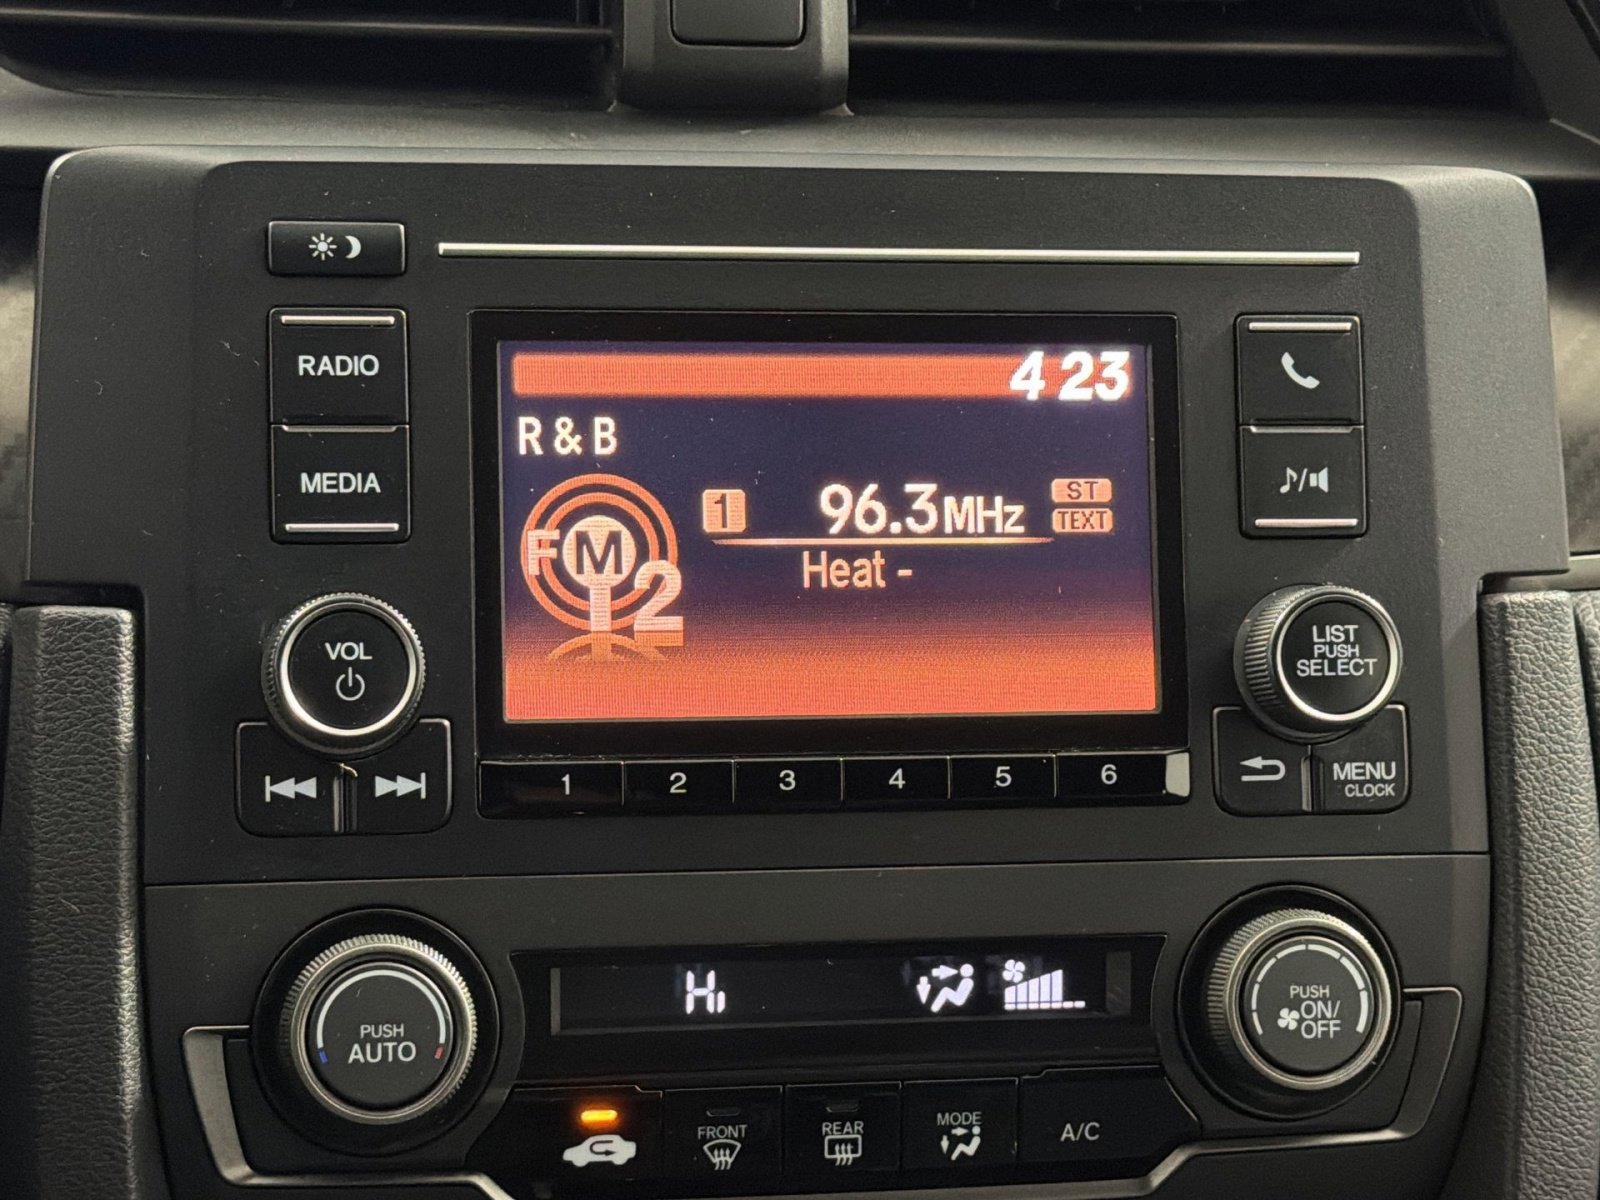 RADIO
MEDIA
VOL
4 23
R & B
FM 2
1 96.3MHz ST
TEXT
Heat -
LIST
PUSH
SELECT
MENU
CLOCK
1 2 3 4 5 6
PUSH
AUTO
Hi
PUSH
ON/
OFF
FRONT
REAR
MODE
A/C